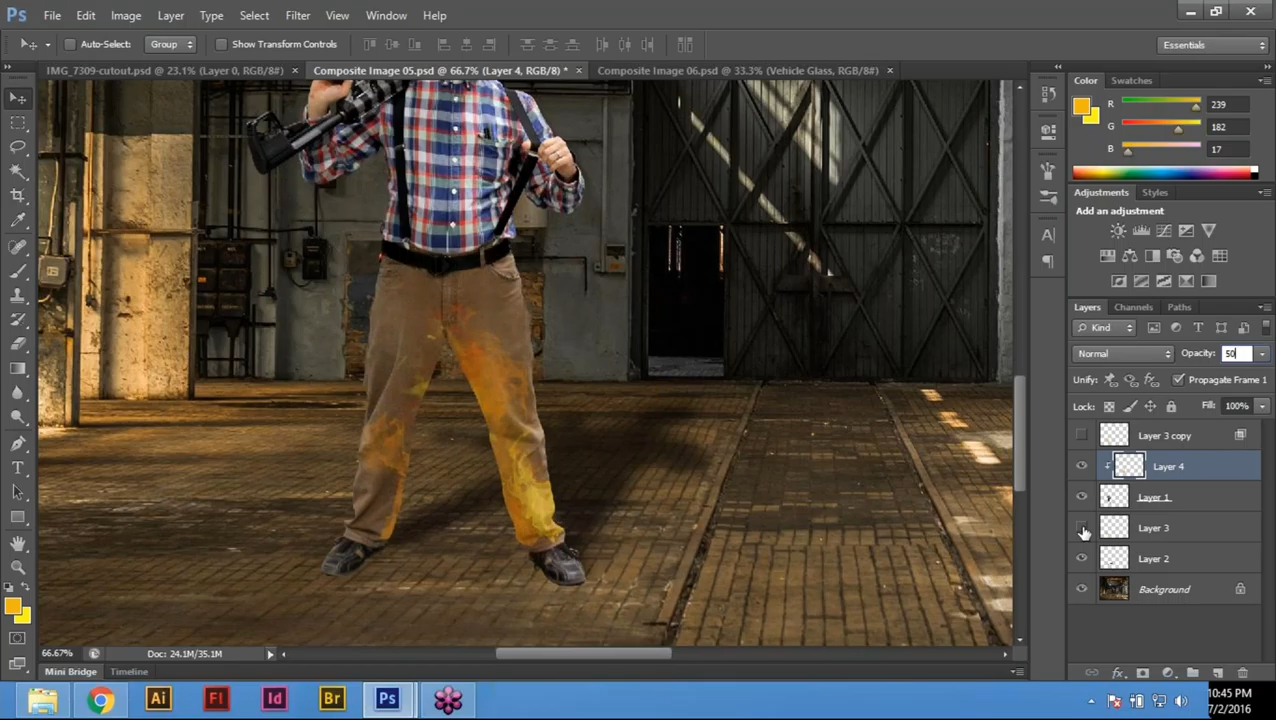 Ps File Edit Image Layer Type Select Filter View Window Help
Auto-Select: Group Show Transform Controls Essentials
IMG_7309-cutout.psd @ 23.1% (Layer 0, RGB/8#) × Composite Image 05.psd @ 66.7% (Layer 4, RGB/8) * × Composite Image 06.psd @ 33.3% (Vehicle Glass, RGB/8#) ×
Color Swatches
R 239
G 182
B 17
Adjustments Styles
Add an adjustment
Layers Channels Paths
Kind
Normal Opacity: 50
Unify: Propagate Frame 1
Lock: Fill: 100%
Layer 3 copy
Layer 4
Layer 1
Layer 3
Layer 2
Background
66.67% Doc: 24.1M/35.1M
Mini Bridge Timeline
fx
Ai Fl Id Br Ps
10:45 PM
7/2/2016